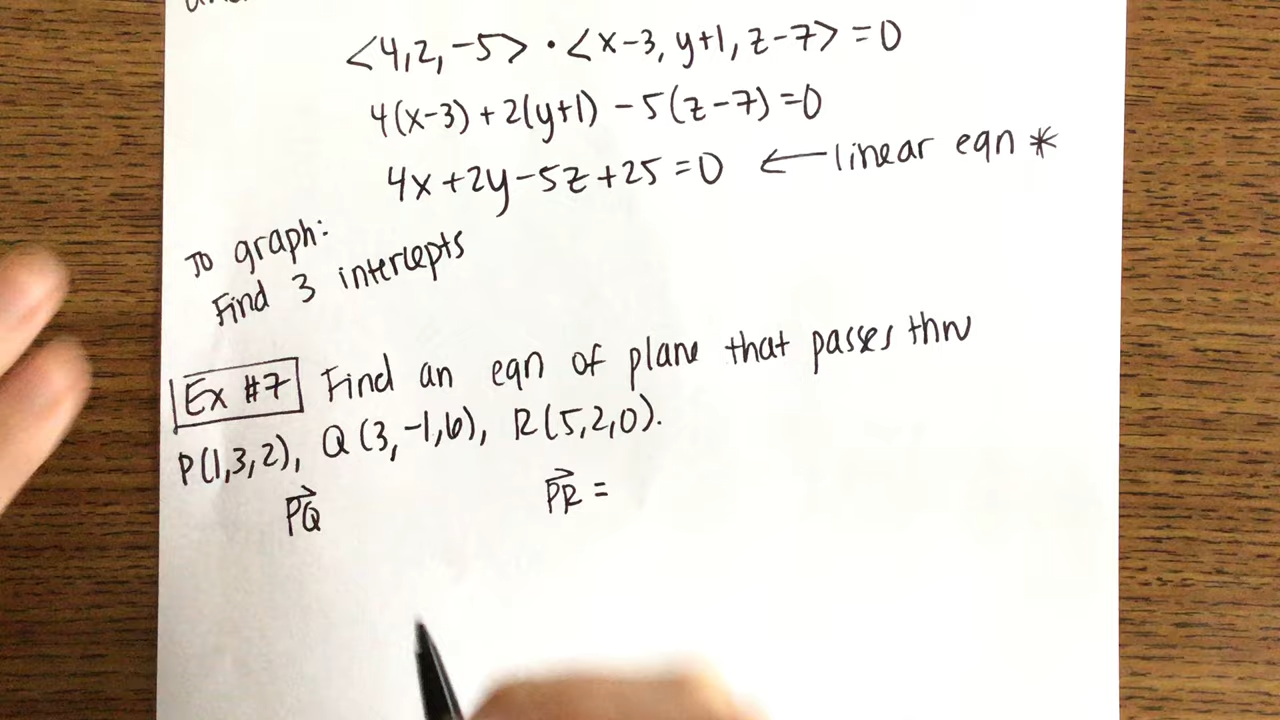 <4,2,-5> · <x-3, y+1, z-7> = 0
4(x-3) + 2(y+1) - 5(z-7) = 0
4x + 2y - 5z + 25 = 0 ← linear eqn *
To graph:
Find 3 intercepts
Ex #7 Find an eqn of plane that passes thru
P(1,3,2), Q(3,-1,6), R(5,2,0).
P⃗Q⃗ P⃗R⃗ =